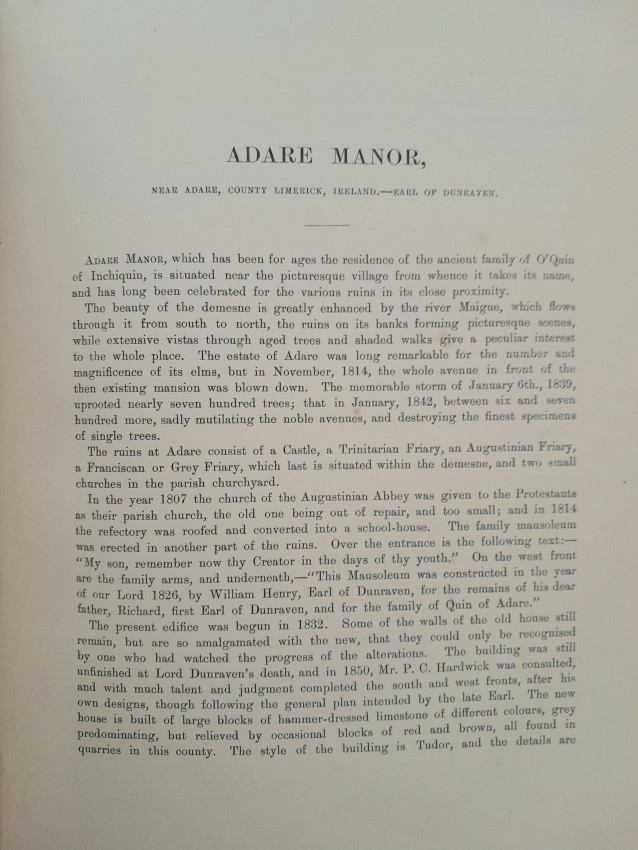 ADARE MANOR,
NEAR ADARE, COUNTY LIMERICK, IRELAND.—EARL OF DUNRAVEN.
ADARE MANOR, which has been for ages the residence of the ancient family of O'Quin
of Inchiquin, is situated near the picturesque village from whence it takes its name,
and has long been celebrated for the various ruins in its close proximity.
The beauty of the demesne is greatly enhanced by the river Maigue, which flows
through it from south to north, the ruins on its banks forming picturesque scenes,
while extensive vistas through aged trees and shaded walks give a peculiar interest
to the whole place. The estate of Adare was long remarkable for the number and
magnificence of its elms, but in November, 1814, the whole avenue in front of the
then existing mansion was blown down. The memorable storm of January 6th., 1839,
uprooted nearly seven hundred trees; that in January, 1842, between six and seven
hundred more, sadly mutilating the noble avenues, and destroying the finest specimens
of single trees.
The ruins at Adare consist of a Castle, a Trinitarian Friary, an Augustinian Friary,
a Franciscan or Grey Friary, which last is situated within the demesne, and two small
churches in the parish churchyard.
In the year 1807 the church of the Augustinian Abbey was given to the Protestants
as their parish church, the old one being out of repair, and too small; and in 1814
the refectory was roofed and converted into a school-house. The family mausoleum
was erected in another part of the ruins. Over the entrance is the following text:—
"My son, remember now thy Creator in the days of thy youth." On the west front
are the family arms, and underneath,—"This Mausoleum was constructed in the year
of our Lord 1826, by William Henry, Earl of Dunraven, for the remains of his dear
father, Richard, first Earl of Dunraven, and for the family of Quin of Adare."
The present edifice was begun in 1832. Some of the walls of the old house still
remain, but are so amalgamated with the new, that they could only be recognised
by one who had watched the progress of the alterations. The building was still
unfinished at Lord Dunraven's death, and in 1850, Mr. P. C. Hardwick was consulted,
and with much talent and judgment completed the south and west fronts, after his
own designs, though following the general plan intended by the late Earl. The new
house is built of large blocks of hammer-dressed limestone of different colours, grey
predominating, but relieved by occasional blocks of red and brown, all found in
quarries in this county. The style of the building is Tudor, and the details are